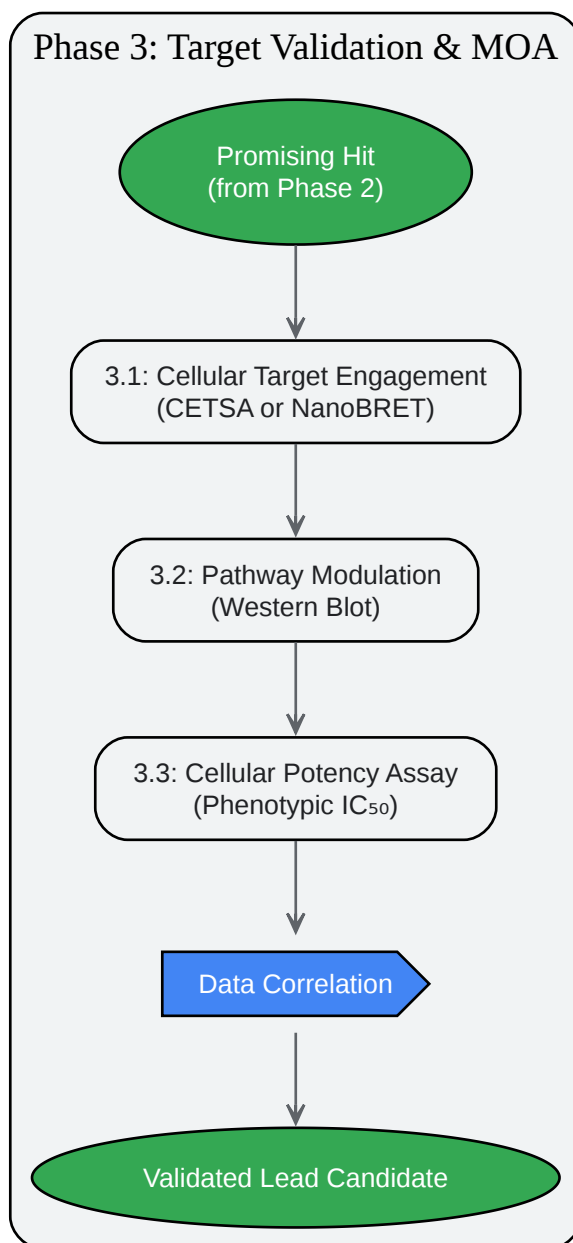 Phase 3: Target Validation & MOA
Promising Hit
(from Phase 2)
3.1: Cellular Target Engagement
(CETSA or NanoBRET)
3.2: Pathway Modulation
(Western Blot)
3.3: Cellular Potency Assay
(Phenotypic IC₅₀)
Data Correlation
Validated Lead Candidate